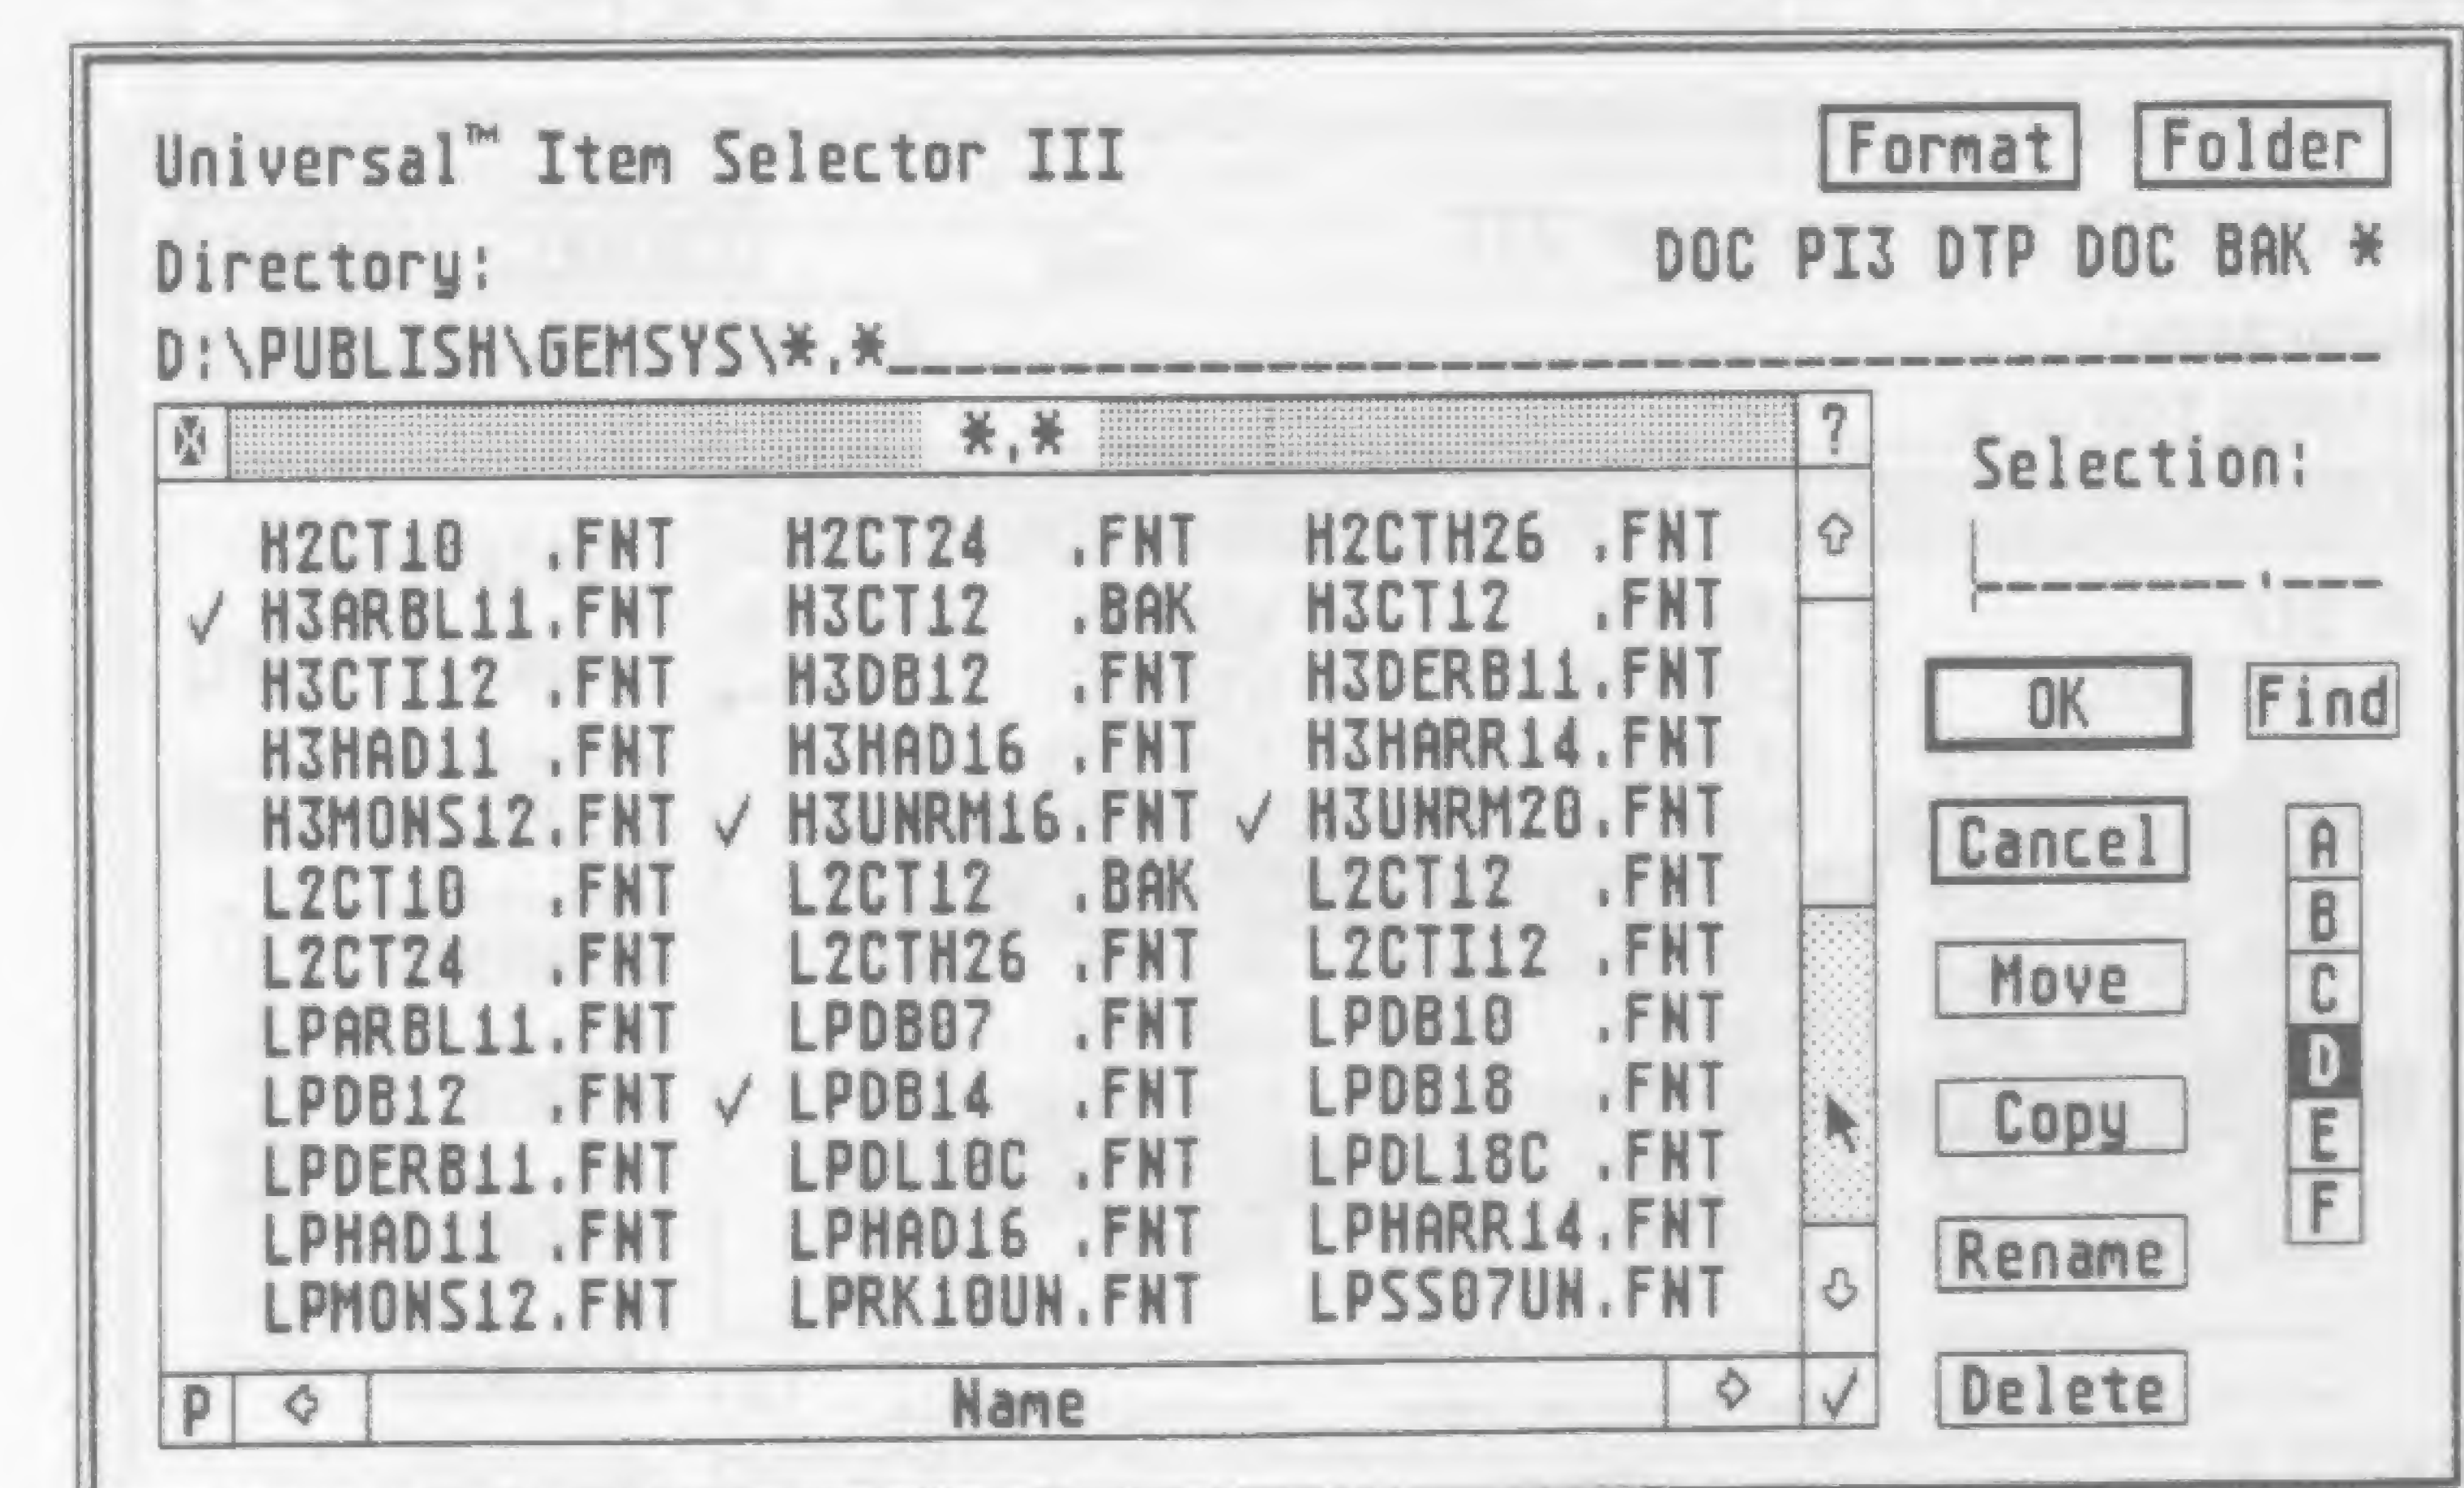 Universal™ Item Selector III Format Folder
Directory: DOC PI3 DTP DOC BAK *
D:\PUBLISH\GEMSYS\*.*
*.* ?
Selection:
H2CT10 .FNT H2CT24 .FNT H2CTH26 .FNT
✓ H3ARBL11.FNT H3CT12 .BAK H3CT12 .FNT
H3CTI12 .FNT H3DB12 .FNT H3DERB11.FNT
OK Find
H3HAD11 .FNT H3HAD16 .FNT H3HARR14.FNT
H3MONS12.FNT ✓ H3UNRM16.FNT ✓ H3UNRM20.FNT
Cancel A
L2CT10 .FNT L2CT12 .BAK L2CT12 .FNT
B
L2CT24 .FNT L2CTH26 .FNT L2CTI12 .FNT
Move C
LPARBL11.FNT LPDB07 .FNT LPDB10 .FNT
D
LPDB12 .FNT ✓ LPDB14 .FNT LPDB18 .FNT
Copy E
LPDERB11.FNT LPDL10C .FNT LPDL18C .FNT
F
LPHAD11 .FNT LPHAD16 .FNT LPHARR14.FNT
Rename
LPMONS12.FNT LPRK10UN.FNT LPSS07UN.FNT
P Name ✓ Delete